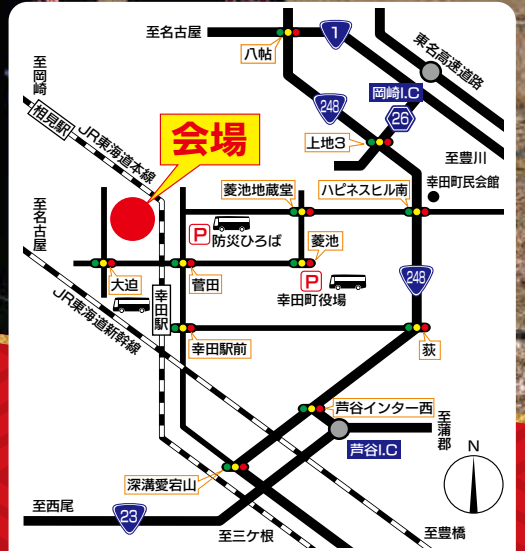 至名古屋
1
八帖
東名高速道路
至岡崎
248
岡崎I.C
26
相見駅
上地3
JR東海道本線
会場
至豊川
幸田町民会館
菱池地蔵堂
ハピネスヒル南
至名古屋
P
防災ひろば
菱池
大迫
菅田
P
幸田町役場
248
JR東海道新幹線
幸田駅
幸田駅前
荻
芦谷インター西
至蒲郡
芦谷I.C
N
深溝愛宕山
至西尾
23
至三ケ根
至豊橋